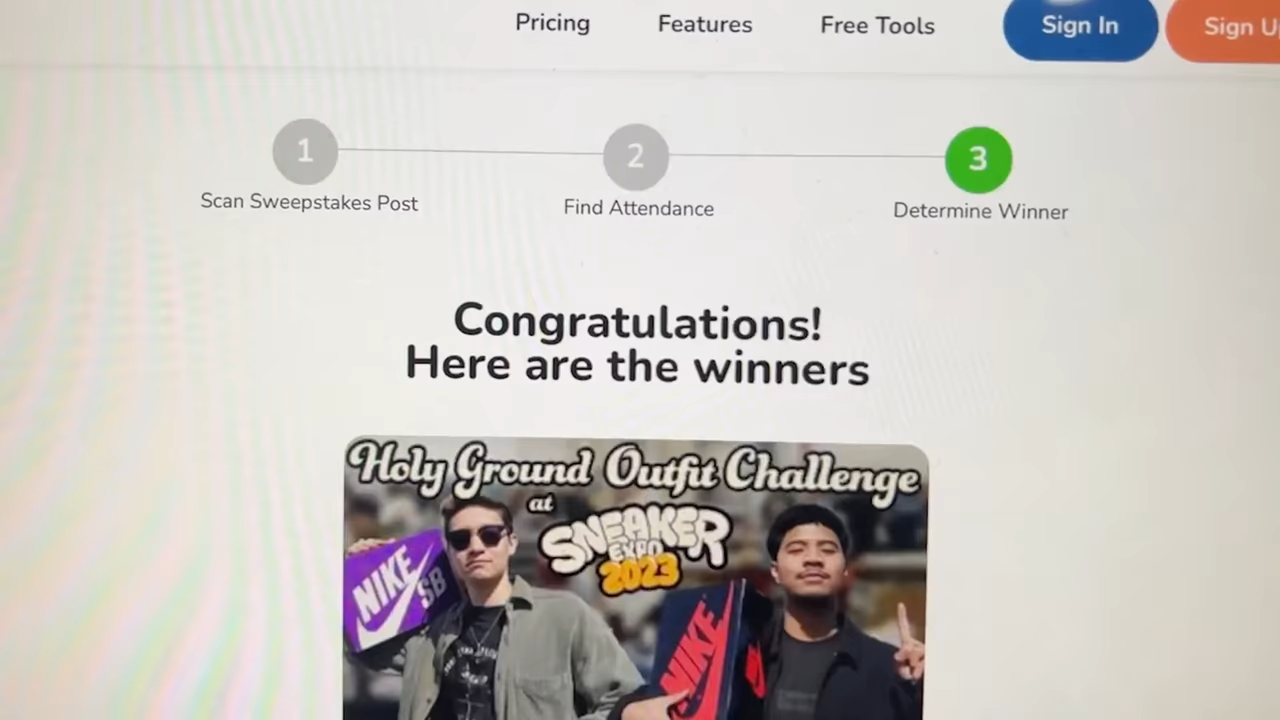 Pricing Features Free Tools Sign In Sign U
1 2 3
Scan Sweepstakes Post Find Attendance Determine Winner
Congratulations!
Here are the winners
Holy Ground Outfit Challenge
at
SNEAKER
EXPO
2023
NIKE SB
NIKE